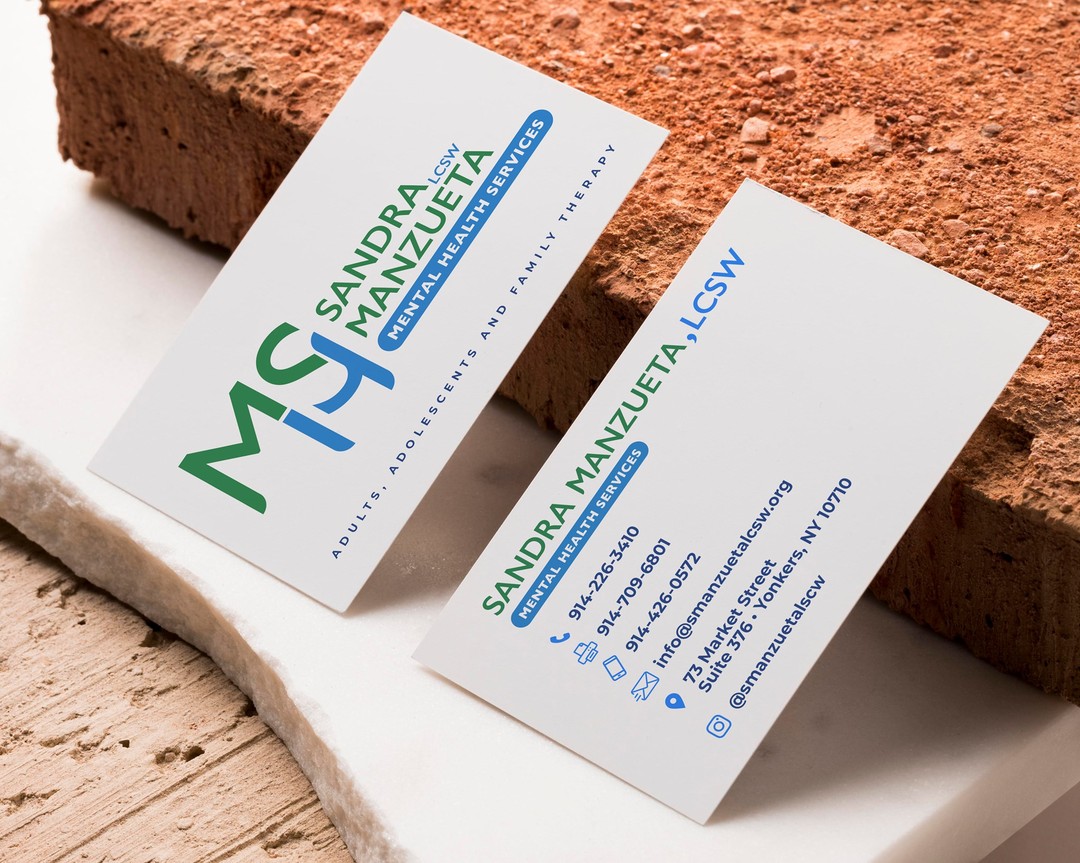 MS
SANDRA LCSW
MANZUETA
MENTAL HEALTH SERVICES
ADULTS, ADOLESCENTS AND FAMILY THERAPY
SANDRA MANZUETA ,LCSW
MENTAL HEALTH SERVICES
914-226-3410
914-709-6801
914-426-0572
info@smanzuetalcsw.org
73 Market Street
Suite 376 • Yonkers, NY 10710
@smanzuetalscw